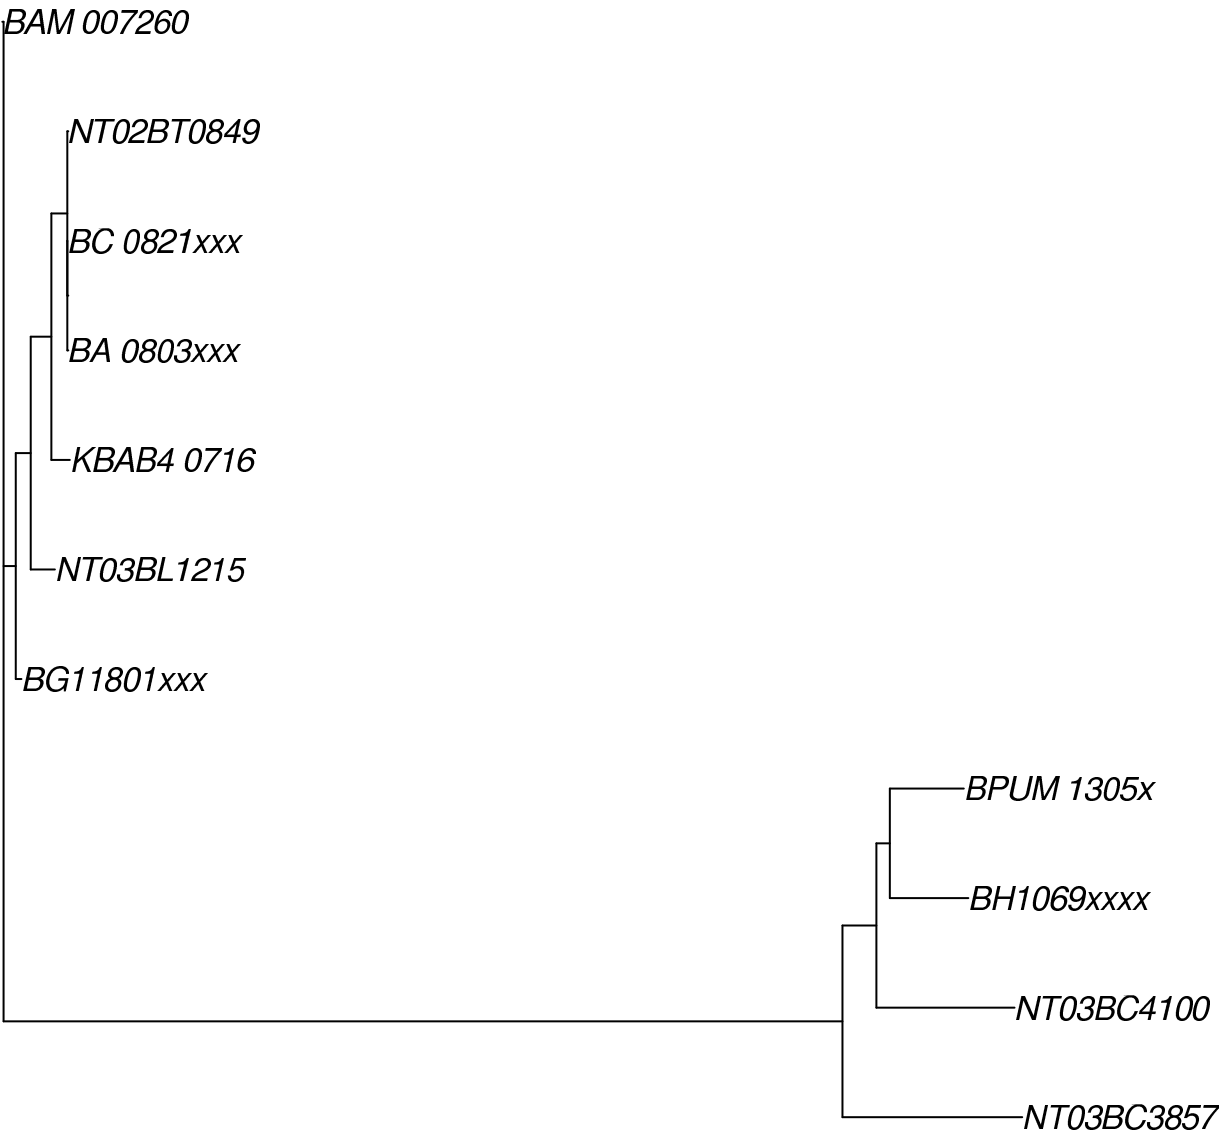 BAM 007260
NT02BT0849
BC 0821xxx
BA 0803xxx
KBAB4 0716
NT03BL1215
BG11801xxx
BPUM 1305x
BH1069xxxx
NT03BC4100
NT03BC3857